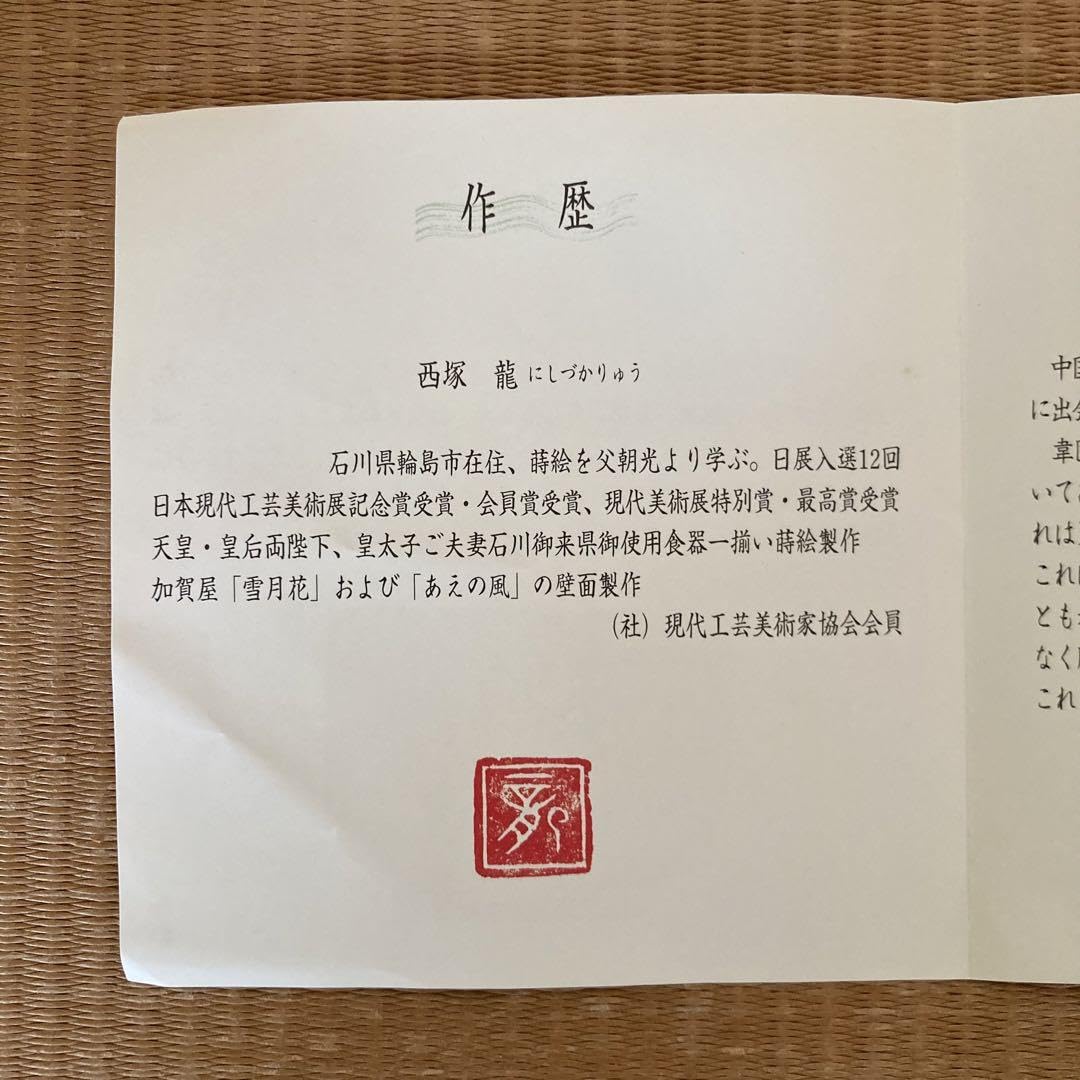 作 歴
西塚 龍 にしづかりゅう
石川県輪島市在住、蒔絵を父朝光より学ぶ。日展入選12回
日本現代工芸美術展記念賞受賞・会員賞受賞、現代美術展特別賞・最高賞受賞
天皇・皇后両陛下、皇太子ご夫妻石川御来県御使用食器一揃い蒔絵製作
加賀屋「雪月花」および「あえの風」の壁面製作
(社) 現代工芸美術家協会会員
中
に出
韋
いて
れは
これ
とも
なく
これ